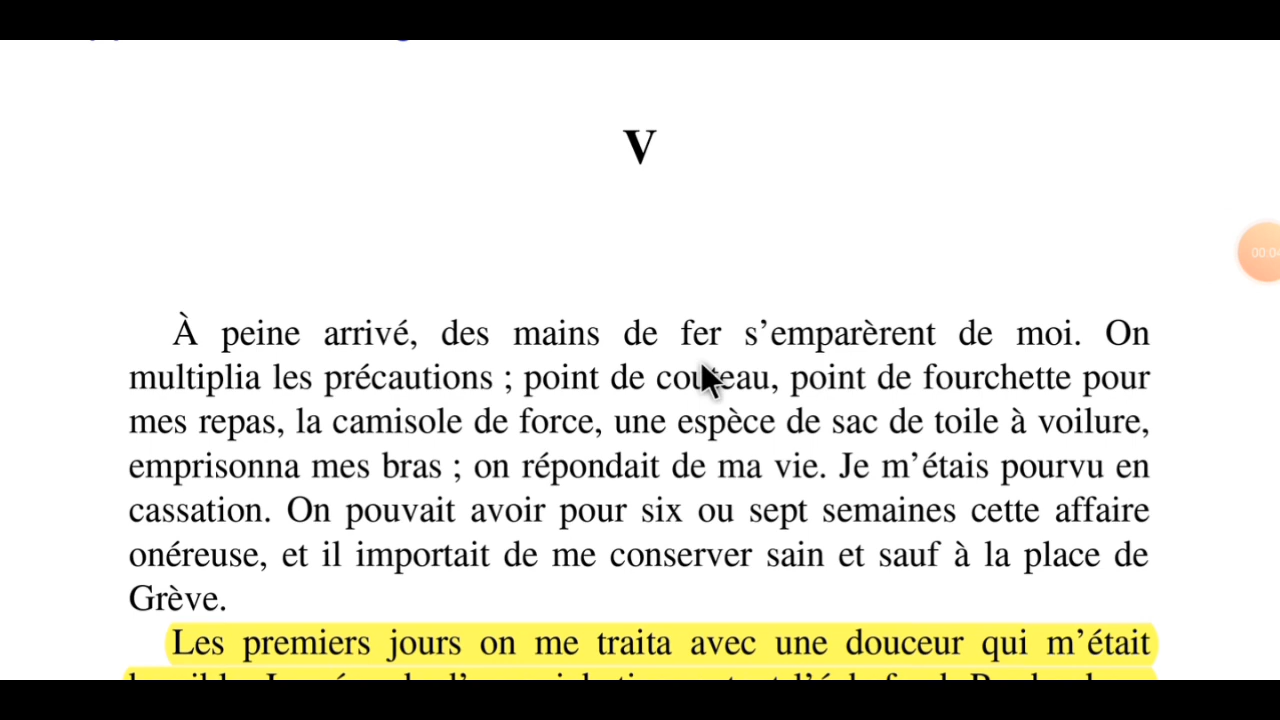 V
À peine arrivé, des mains de fer s’emparèrent de moi. On
multiplia les précautions ; point de couteau, point de fourchette pour
mes repas, la camisole de force, une espèce de sac de toile à voilure,
emprisonna mes bras ; on répondait de ma vie. Je m’étais pourvu en
cassation. On pouvait avoir pour six ou sept semaines cette affaire
onéreuse, et il importait de me conserver sain et sauf à la place de
Grève.
Les premiers jours on me traita avec une douceur qui m’était